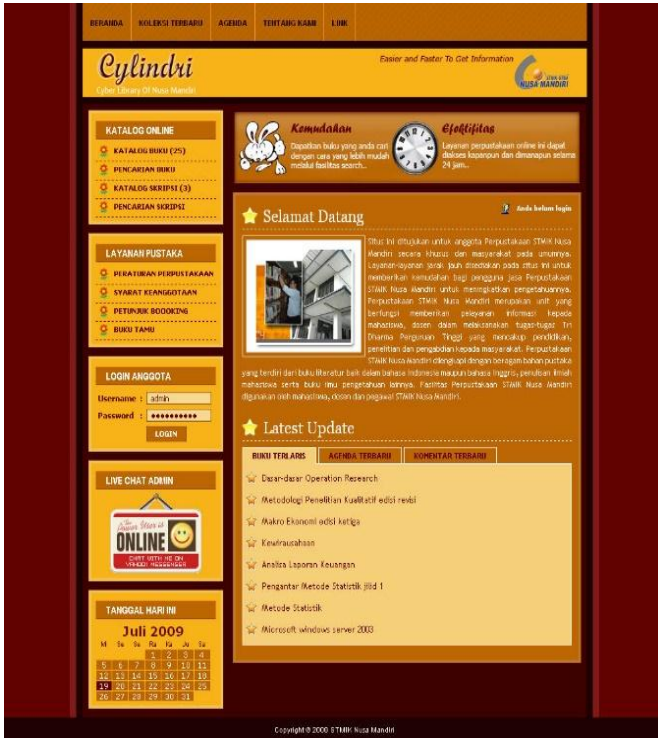 BERANDA KOLEKSI TERBARU AGENDA TENTANG KAMI LINK
Cylindri
Cyber Library Of Nusa Mandiri
Easier and Faster To Get Information
NUSA MANDIRI
KATALOG ONLINE
KATALOG BUKU (25)
PENCARIAN BUKU
KATALOG SKRIPSI (3)
PENCARIAN SKRIPSI
LAYANAN PUSTAKA
PERATURAN PERPUSTAKAAN
SYARAT KEANGGOTAAN
PETUNJUK BOOOKING
BUKU TAMU
LOGIN ANGGOTA
Username : admin
Password : ••••••••••
LOGIN
LIVE CHAT ADMIN
ONLINE
CHAT WITH ME ON
YAHOO! MESSENGER
TANGGAL HARI INI
Juli 2009
M Se Se Ra Ka Ju Sa
1 2 3 4
5 6 7 8 9 10 11
12 13 14 15 16 17 18
19 20 21 22 23 24 25
26 27 28 29 30 31
Kemudahan
Dapatkan buku yang anda cari
dengan cara yang lebih mudah
melalui fasilitas search...
Efektifitas
Layanan perpustakaan online ini dapat
diakses kapanpun dan dimanapun selama
24 jam...
Anda belum login
Selamat Datang
Situs ini ditujukan untuk anggota Perpustakaan STMIK Nusa
Mandiri secara khusus dan masyarakat pada umumnya.
Layanan-layanan jarak jauh disediakan pada situs ini untuk
memberikan kemudahan bagi pengguna jasa Perpustakaan
STMIK Nusa Mandiri untuk meningkatkan pengetahuannya.
Perpustakaan STMIK Nusa Mandiri merupakan unit yang
berfungsi memberikan pelayanan informasi kepada
mahasiswa, dosen dalam melaksanakan tugas-tugas Tri
Dharma Perguruan Tinggi yang mencakup pendidikan,
penelitian dan pengabdian kepada masyarakat. Perpustakaan
STMIK Nusa Mandiri dilengkapi dengan beragam bahan pustaka
yang terdiri dari buku literatur baik dalam bahasa Indonesia maupun bahasa Inggris, penulisan ilmiah
mahasiswa serta buku ilmu pengetahuan lainnya. Fasilitas Perpustakaan STMIK Nusa Mandiri
digunakan oleh mahasiswa, dosen dan pegawai STMIK Nusa Mandiri.
Latest Update
BUKU TERLARIS AGENDA TERBARU KOMENTAR TERBARU
Dasar-dasar Operation Research
Metodologi Penelitian Kualitatif edisi revisi
Makro Ekonomi edisi ketiga
Kewirausahaan
Analisa Laporan Keuangan
Pengantar Metode Statistik jilid 1
Metode Statistik
Microsoft windows server 2003
Copyright © 2009 STMIK Nusa Mandiri